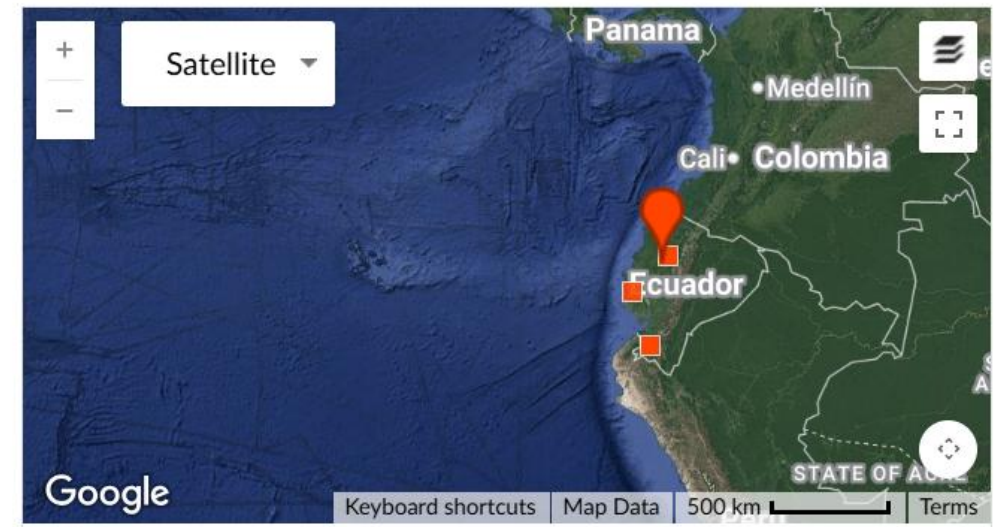 Panama
+
Satellite
−
Medellín
Cali Colombia
Ecuador
STATE OF ACRE
Google
Keyboard shortcuts Map Data 500 km Terms